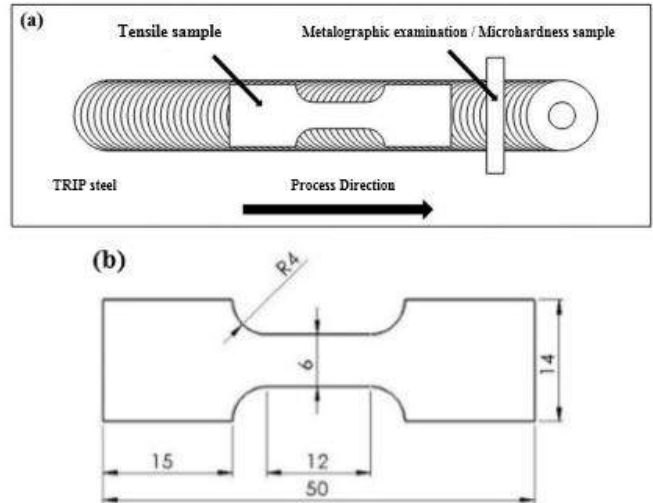 (a)
Tensile sample
Metalographic examination / Microhardness sample
TRIP steel
Process Direction
(b)
R4
6
14
15
12
50